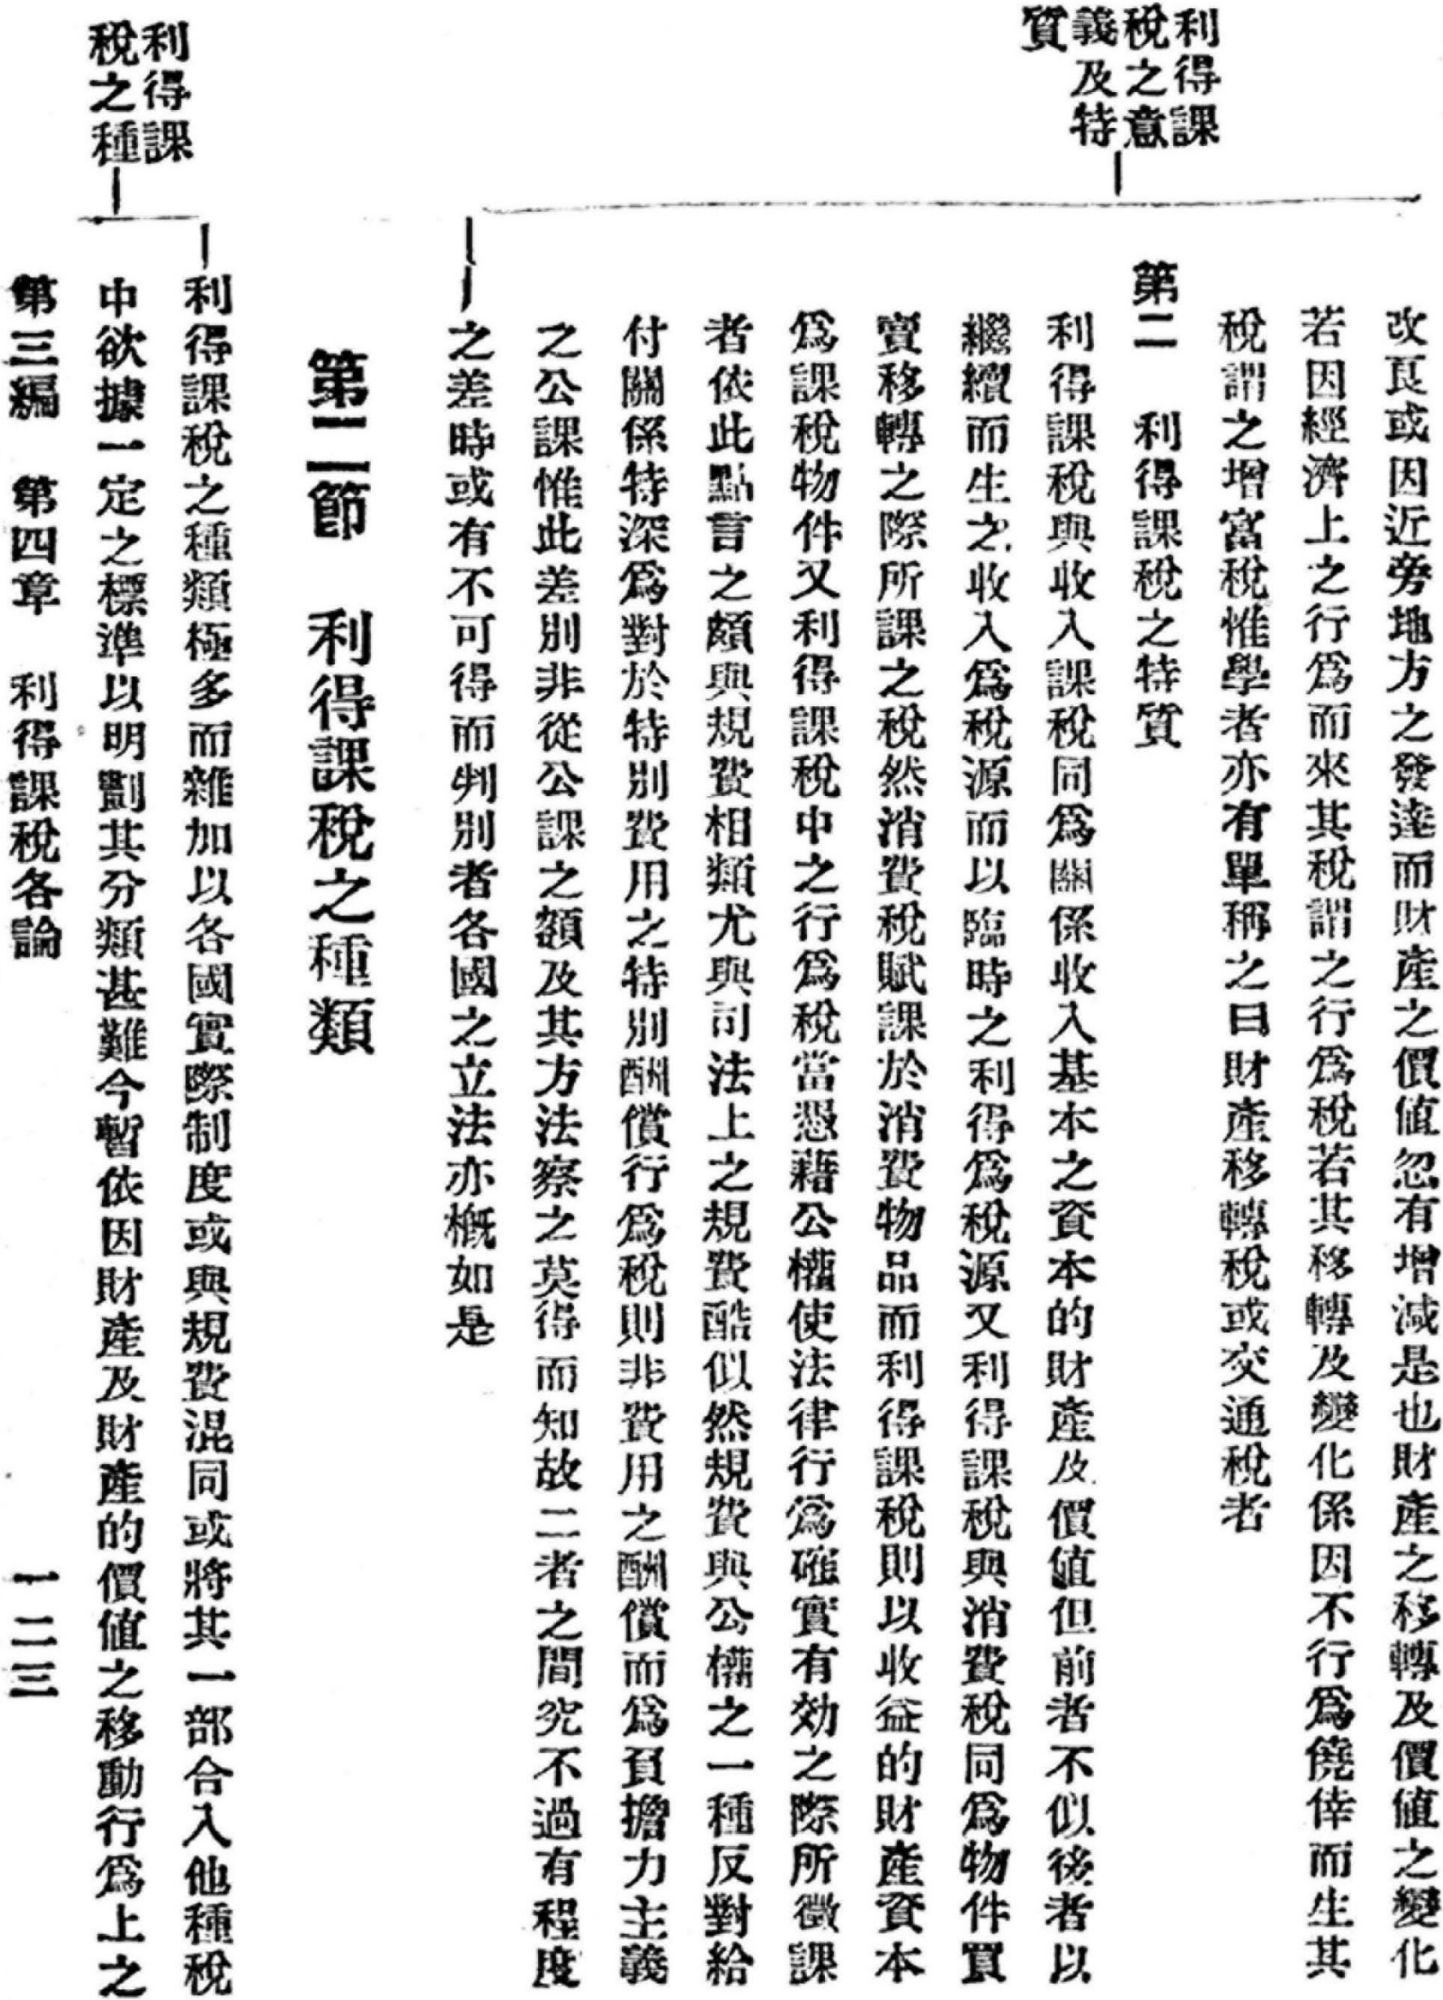 利得課
稅之意
義及特
質
改良或因近旁地方之發達而財產之價値忽有增減是也財產之移轉及價値之變化
若因經濟上之行爲而來其稅謂之行爲稅若其移轉及變化係因不行爲僥倖而生其
稅謂之增富稅惟學者亦有單稱之曰財產移轉稅或交通稅者
第二　利得課稅之特質
利得課稅與收入課稅同爲關係收入基本之資本的財產及價値但前者不似後者以
繼續而生之收入爲稅源而以臨時之利得爲稅源又利得課稅與消費稅同爲物件買
賣移轉之際所課之稅然消費稅賦課於消費物品而利得課稅則以收益的財產資本
爲課稅物件又利得課稅中之行爲稅當憑藉公權使法律行爲確實有効之際所徵課
者依此點言之頗與規費相類尤與司法上之規費酷似然規費與公權之一種反對給
付關係特深爲對於特別費用之特別酬償行爲稅則非費用之酬償而爲負擔力主義
之公課惟此差別非從公課之額及其方法察之莫得而知故二者之間究不過有程度
之差時或有不可得而判別者各國之立法亦槪如是
第二節　利得課稅之種類
利得課
稅之種
利得課稅之種類極多而雜加以各國實際制度或與規費混同或將其一部合入他種稅
中欲據一定之標準以明劃其分類甚難今暫依因財產及財產的價値之移動行爲上之
第三編　第四章　利得課稅各論　一二三